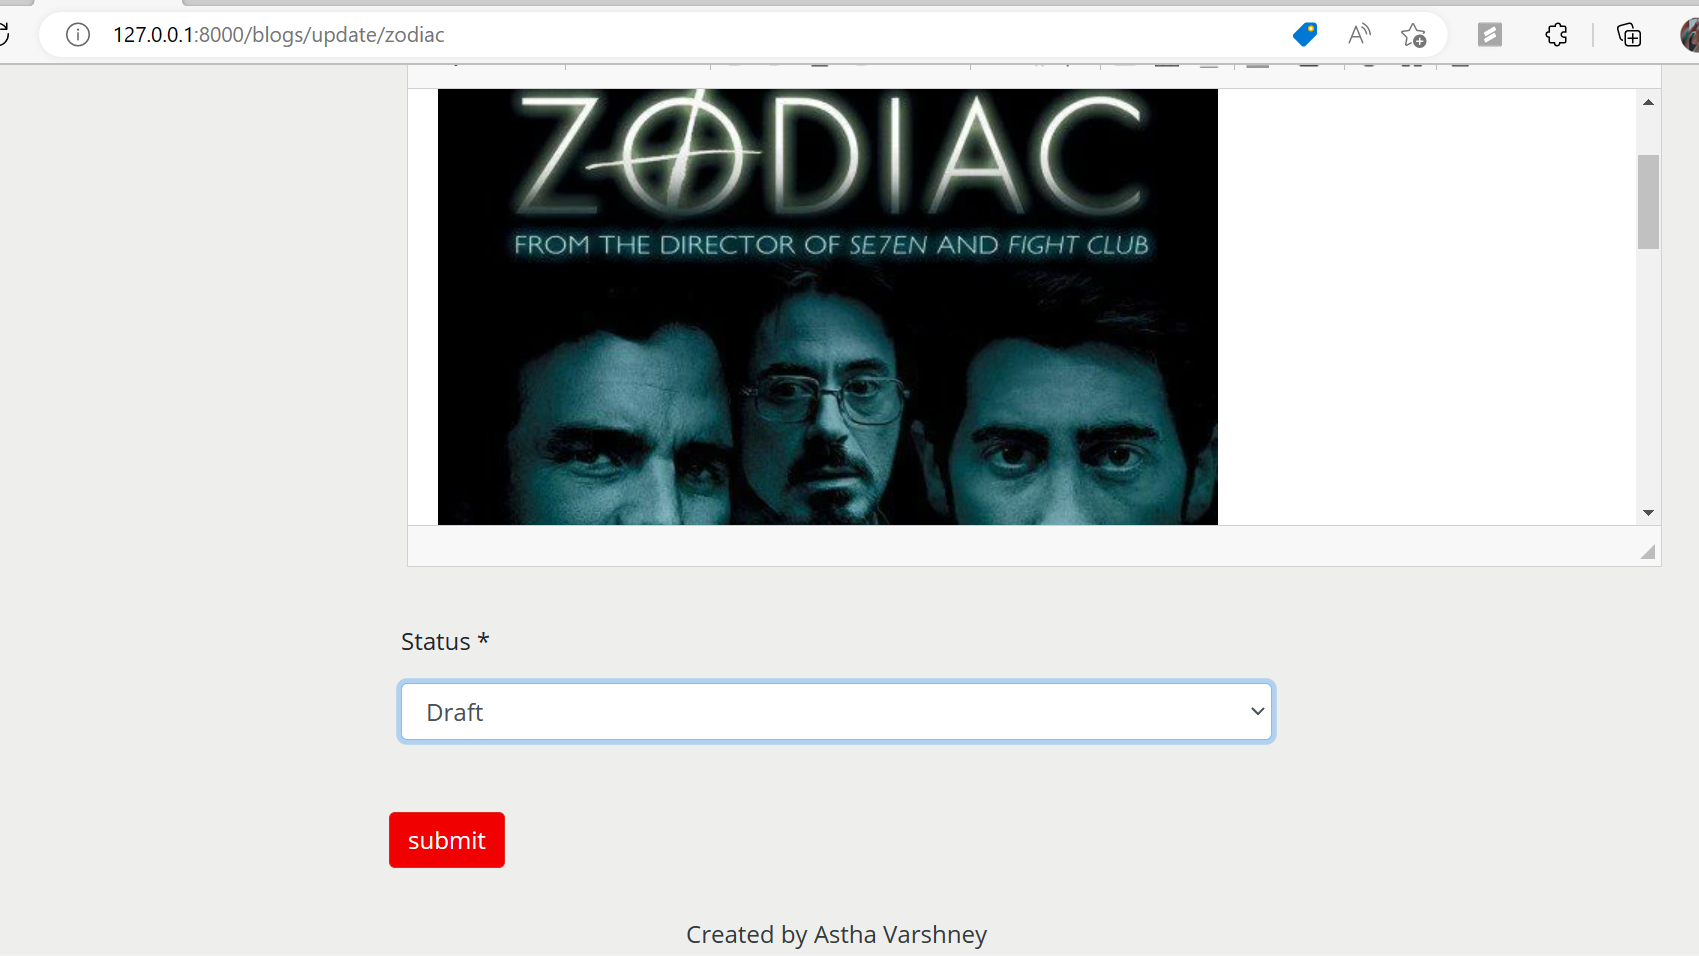 127.0.0.1:8000/blogs/update/zodiac
ZODIAC
FROM THE DIRECTOR OF SE7EN AND FIGHT CLUB
Status *
Draft
submit
Created by Astha Varshney